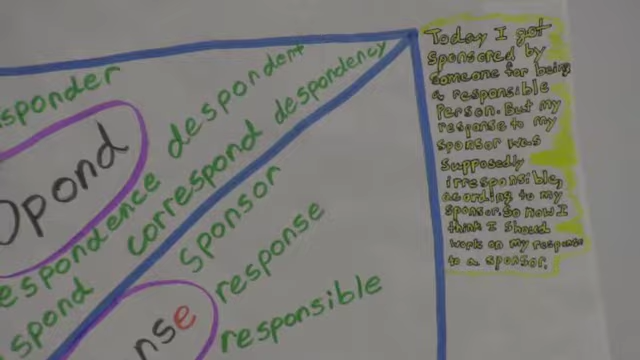 Today I got
sponsored by
someone for being
a responsible
Person. But my
response to my
sponsor was
supposedly
irresponsible,
acording to my
sponsor. So now I
think I should
work on my response
to a sponsor.
sponder
despondent
despondency
pond
espondence
correspond
spond
sponsor
response
responsible
nse